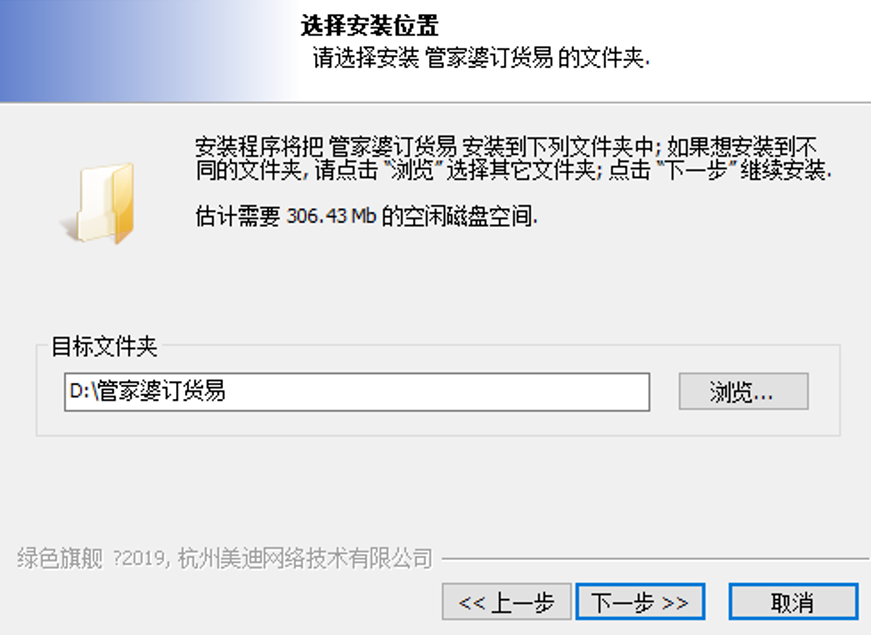 选择安装位置
请选择安装 管家婆订货易 的文件夹.
安装程序将把 管家婆订货易 安装到下列文件夹中; 如果想安装到不
同的文件夹, 请点击 “浏览” 选择其它文件夹; 点击 “下一步” 继续安装.
估计需要 306.43 Mb 的空闲磁盘空间.
目标文件夹
D:\管家婆订货易
浏览...
绿色旗舰 ?2019, 杭州美迪网络技术有限公司
<< 上一步
下一步 >>
取消